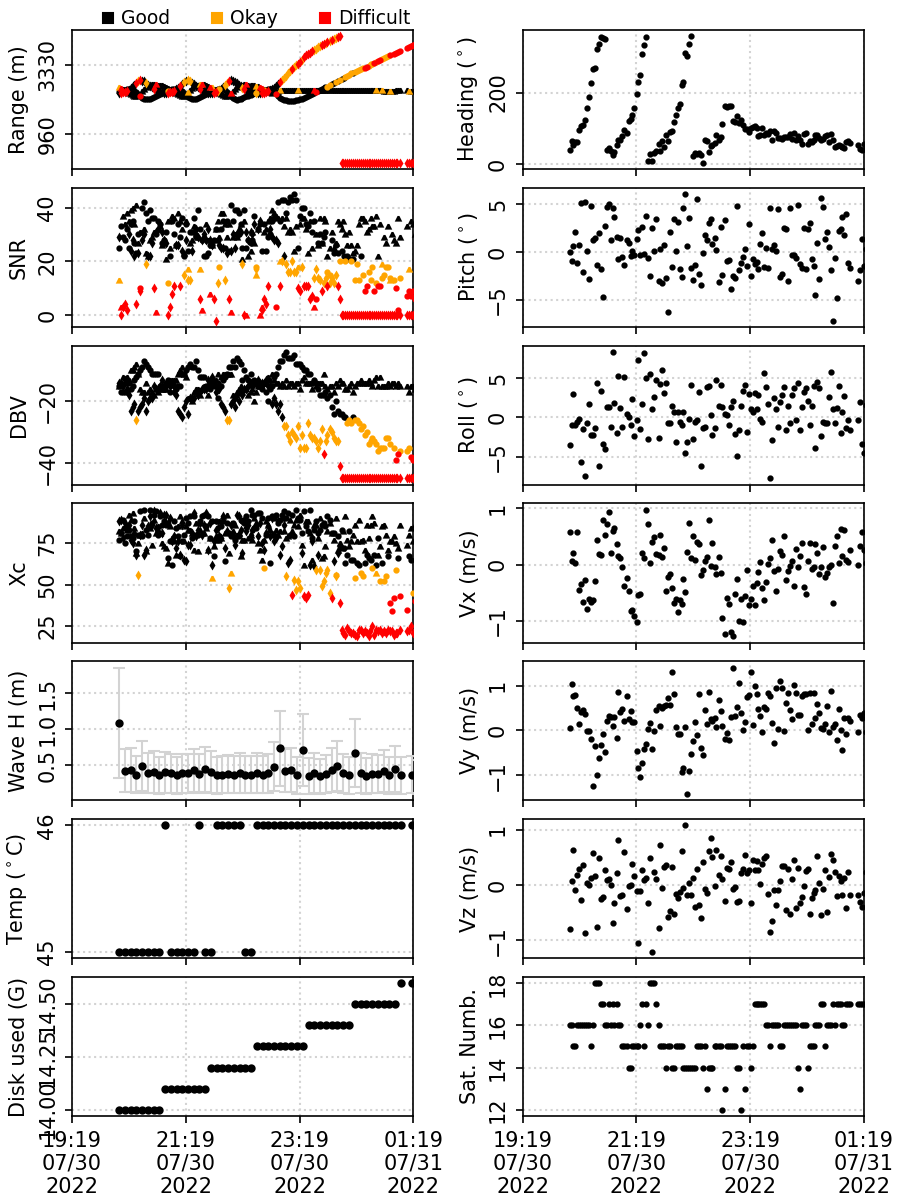 Good Okay Difficult
Range (m)
3330
960
Heading (°)
200
0
SNR
40
20
0
Pitch (°)
5
0
−5
DBV
−20
−40
Roll (°)
5
0
−5
Xc
75
50
25
Vx (m/s)
1
0
−1
Wave H (m)
1.5
1.0
0.5
Vy (m/s)
1
0
−1
Temp (°C)
46
45
Vz (m/s)
1
0
−1
Disk used (G)
14.50
14.25
14.00
Sat. Numb.
18
16
14
12
19:19 21:19 23:19 01:19
07/30 07/30 07/30 07/31
2022 2022 2022 2022
19:19 21:19 23:19 01:19
07/30 07/30 07/30 07/31
2022 2022 2022 2022